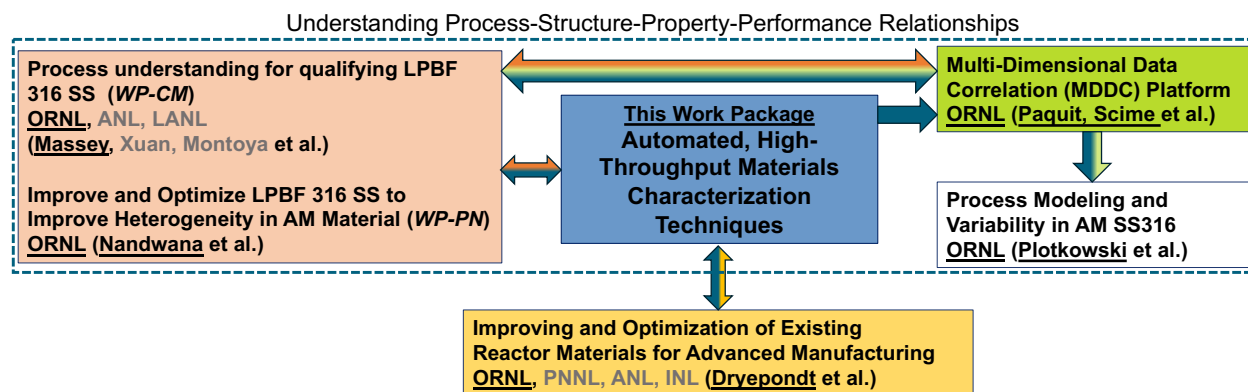 Understanding Process-Structure-Property-Performance Relationships
Process understanding for qualifying LPBF
316 SS (WP-CM)
ORNL, ANL, LANL
(Massey, Xuan, Montoya et al.)
Improve and Optimize LPBF 316 SS to
Improve Heterogeneity in AM Material (WP-PN)
ORNL (Nandwana et al.)
This Work Package
Automated, High-
Throughput Materials
Characterization
Techniques
Multi-Dimensional Data
Correlation (MDDC) Platform
ORNL (Paquit, Scime et al.)
Process Modeling and
Variability in AM SS316
ORNL (Plotkowski et al.)
Improving and Optimization of Existing
Reactor Materials for Advanced Manufacturing
ORNL, PNNL, ANL, INL (Dryepondt et al.)